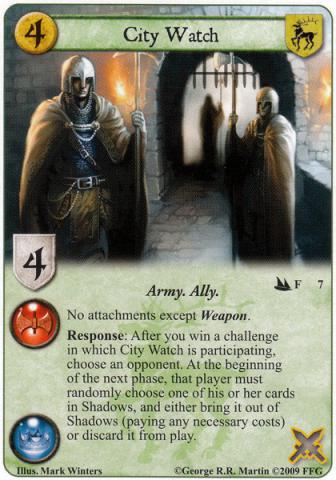 4
City Watch
4
Army. Ally.
F 7
No attachments except Weapon.
Response: After you win a challenge
in which City Watch is participating,
choose an opponent. At the beginning
of the next phase, that player must
randomly choose one of his or her cards
in Shadows, and either bring it out of
Shadows (paying any necessary costs)
or discard it from play.
Illus. Mark Winters
©George R.R. Martin ©2009 FFG